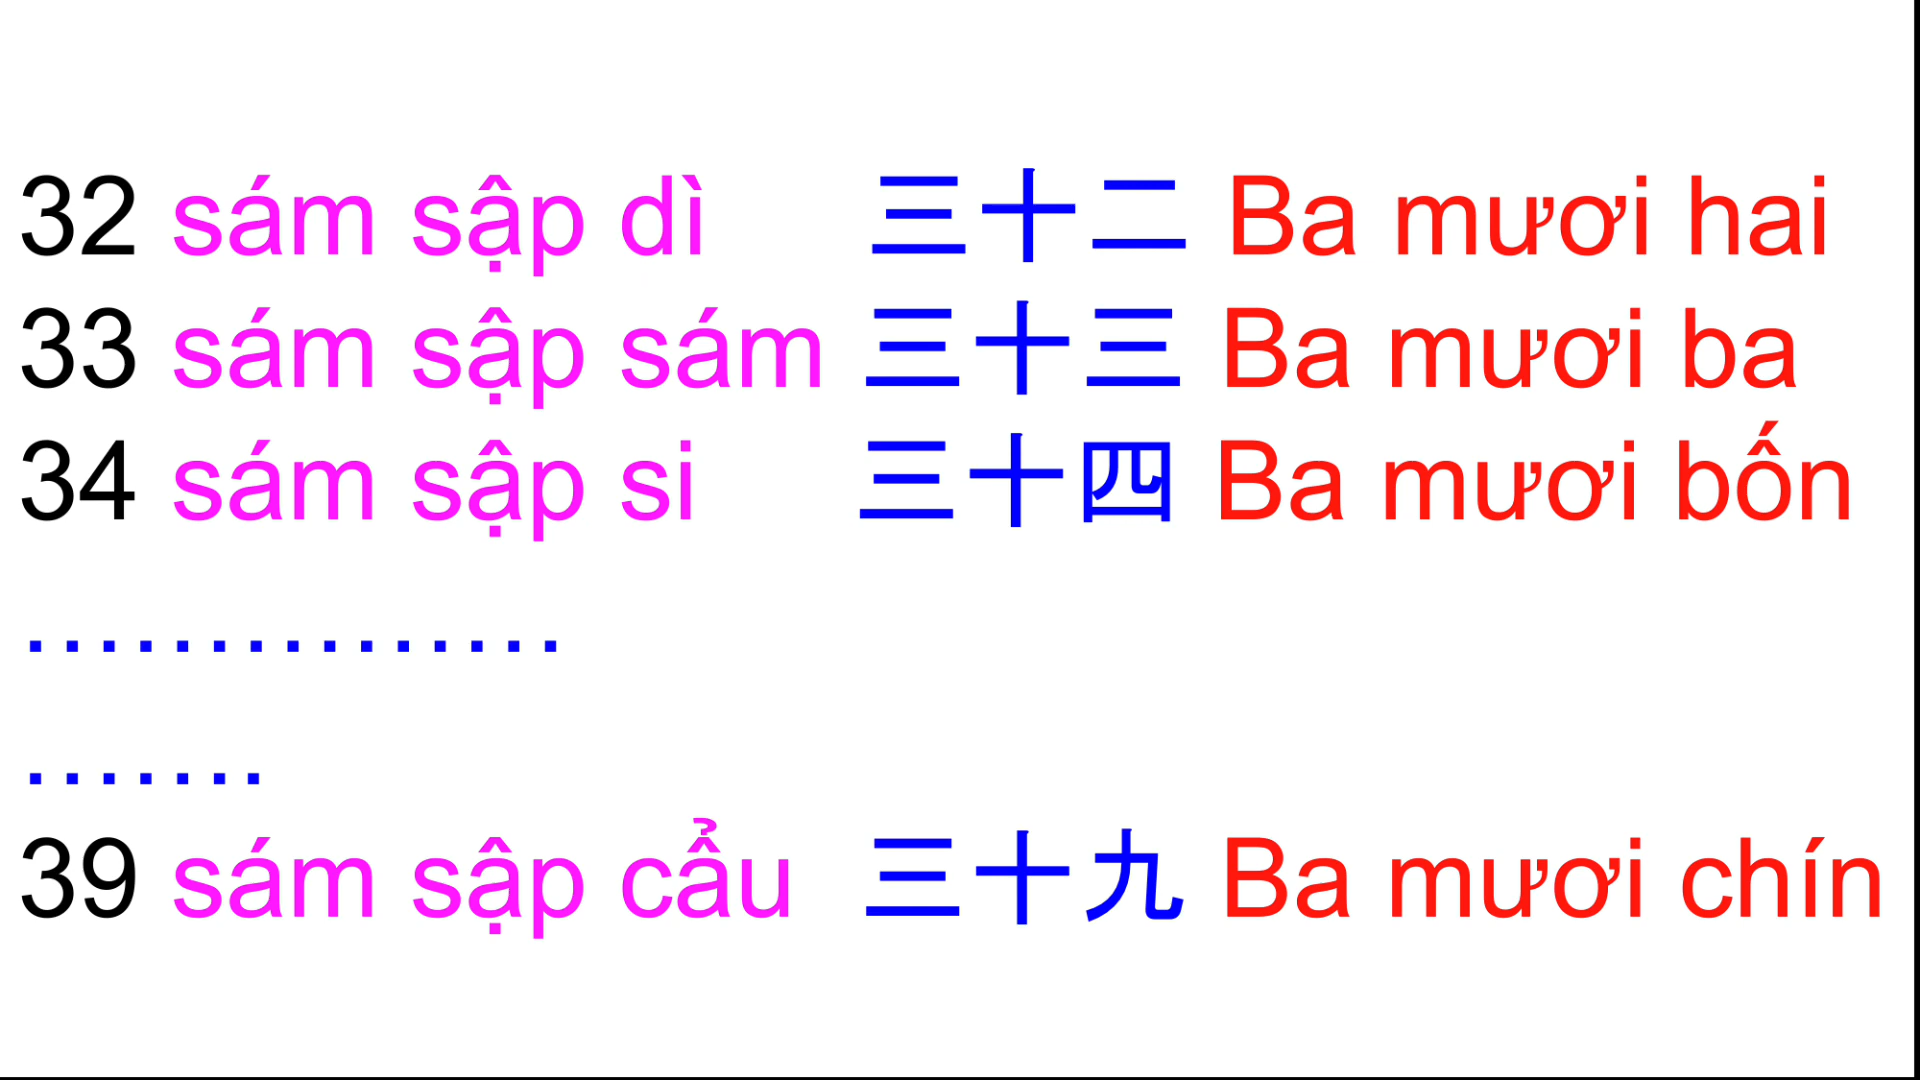 32 sám sập dì 三十二 Ba mươi hai
33 sám sập sám 三十三 Ba mươi ba
34 sám sập si 三十四 Ba mươi bốn
...............
.......
39 sám sập cẩu 三十九 Ba mươi chín